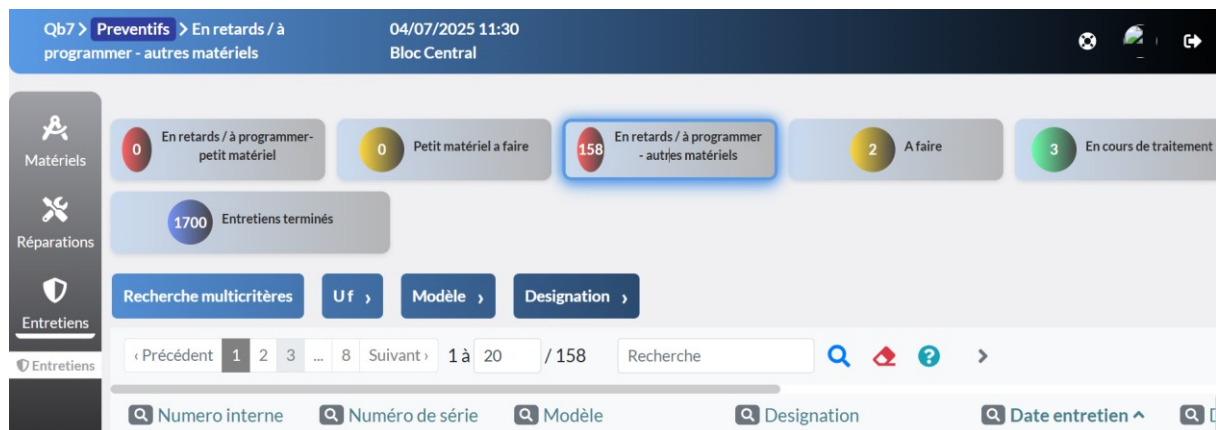 Qb7 > Preventifs > En retards / à
programmer - autres matériels
04/07/2025 11:30
Bloc Central
Matériels
Réparations
Entretiens
Entretiens
0 En retards / à programmer-
petit matériel
0 Petit matériel a faire
158 En retards / à programmer
- autres matériels
2 A faire
3 En cours de traitement
1700 Entretiens terminés
Recherche multicritères Uf › Modèle › Designation ›
‹ Précédent 1 2 3 ... 8 Suivant › 1 à 20 / 158 Recherche ? >
Numero interne Numéro de série Modèle Designation Date entretien